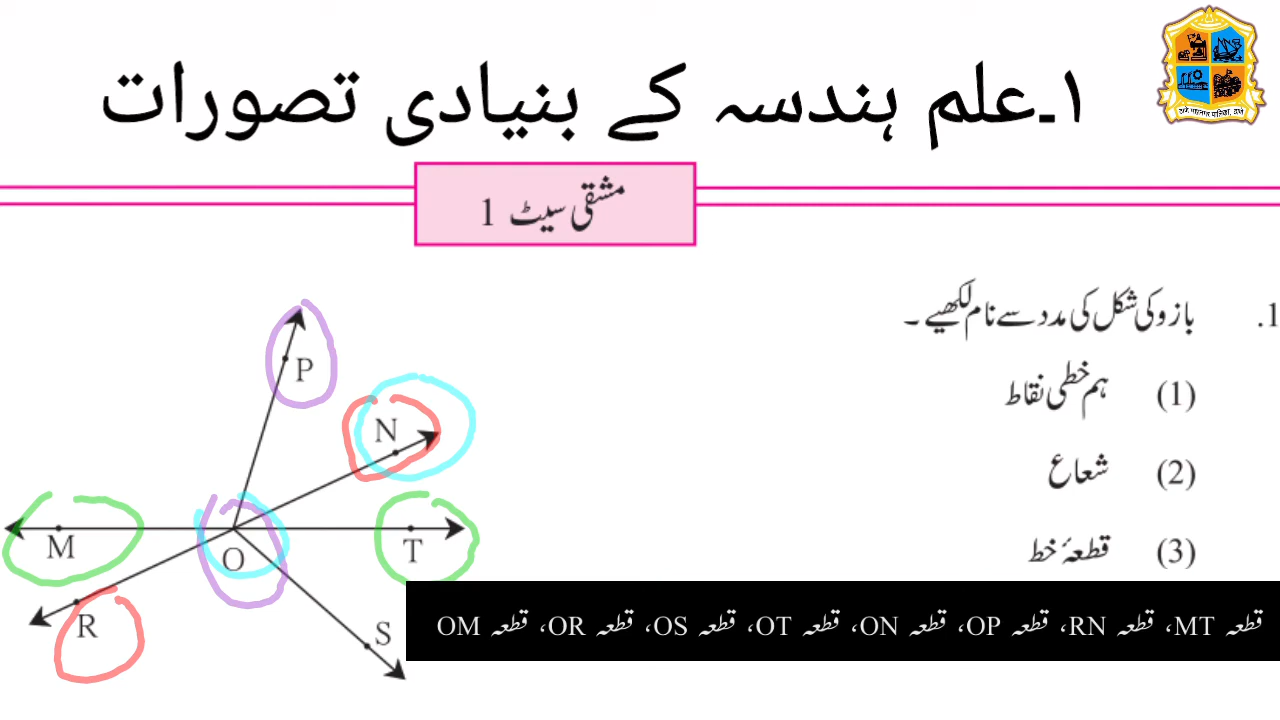 ۱۔علم ہندسہ کے بنیادی تصورات
مشقی سیٹ 1
1. بازو کی شکل کی مدد سے نام لکھیے۔
(1) ہم خطی نقاط
(2) شعاع
(3) قطعۂ خط
قطعہ MT، قطعہ RN، قطعہ OP، قطعہ ON، قطعہ OT، قطعہ OS، قطعہ OR، قطعہ OM
P
N
M
O
T
R
S